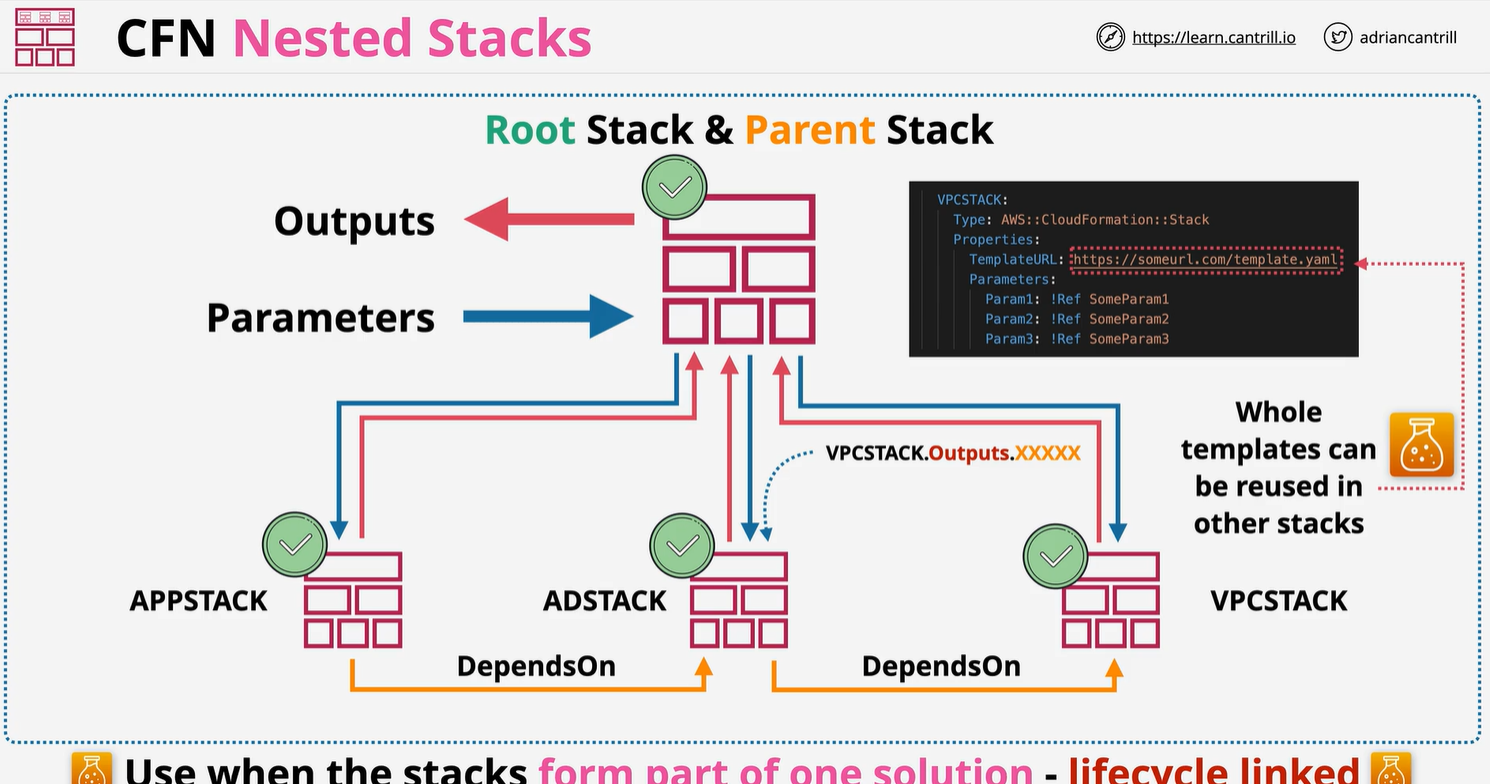 CFN Nested Stacks
https://learn.cantrill.io
adriancantrill
Root Stack & Parent Stack
Outputs
Parameters
VPCSTACK:
Type: AWS::CloudFormation::Stack
Properties:
TemplateURL: https://someurl.com/template.yaml
Parameters:
Param1: !Ref SomeParam1
Param2: !Ref SomeParam2
Param3: !Ref SomeParam3
Whole
templates can
be reused in
other stacks
VPCSTACK.Outputs.XXXXX
APPSTACK
ADSTACK
VPCSTACK
DependsOn
DependsOn
Use when the stacks form part of one solution - lifecycle linked